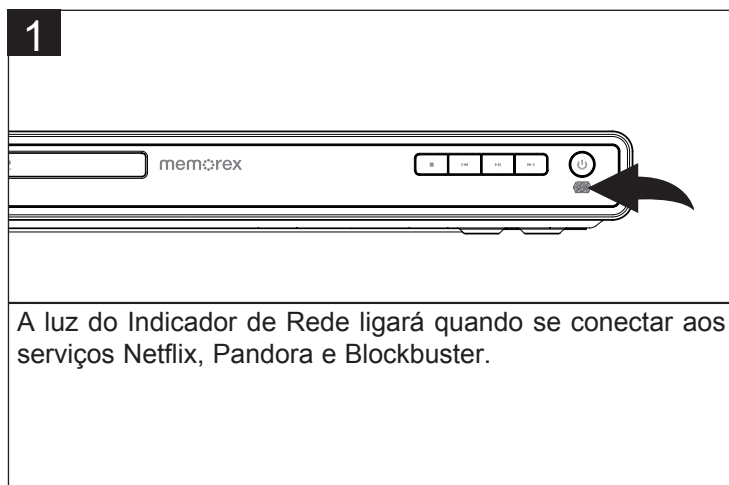 1
memorex
A luz do Indicador de Rede ligará quando se conectar aos
serviços Netflix, Pandora e Blockbuster.